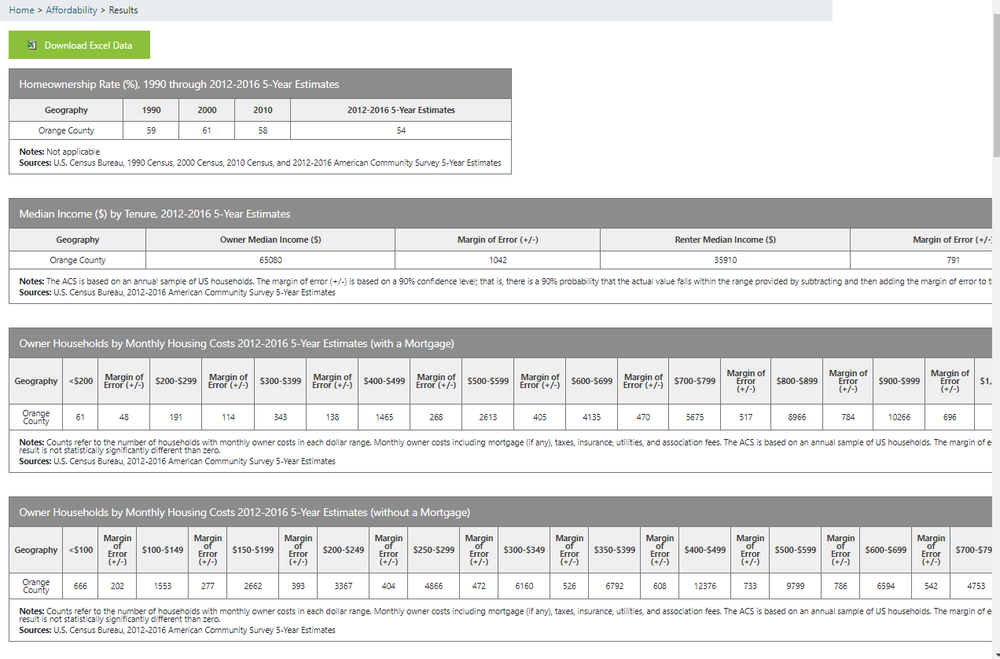 Home > Affordability > Results
Download Excel Data
Homeownership Rate (%), 1990 through 2012-2016 5-Year Estimates
Geography 1990 2000 2010 2012-2016 5-Year Estimates
Orange County 59 61 58 54
Notes: Not applicable
Sources: U.S. Census Bureau, 1990 Census, 2000 Census, 2010 Census, and 2012-2016 American Community Survey 5-Year Estimates
Median Income ($) by Tenure, 2012-2016 5-Year Estimates
Geography Owner Median Income ($) Margin of Error (+/-) Renter Median Income ($) Margin of Error (+/-)
Orange County 65080 1042 35910 791
Notes: The ACS is based on an annual sample of US households. The margin of error (+/-) is based on a 90% confidence level; that is, there is a 90% probability that the actual value falls within the range provided by subtracting and then adding the margin of error to t
Sources: U.S. Census Bureau, 2012-2016 American Community Survey 5-Year Estimates
Owner Households by Monthly Housing Costs 2012-2016 5-Year Estimates (with a Mortgage)
Geography <$200 Margin of Error (+/-) $200-$299 Margin of Error (+/-) $300-$399 Margin of Error (+/-) $400-$499 Margin of Error (+/-) $500-$599 Margin of Error (+/-) $600-$699 Margin of Error (+/-) $700-$799 Margin of Error (+/-) $800-$899 Margin of Error (+/-) $900-$999 Margin of Error (+/-) $1,
Orange County 61 48 191 114 343 138 1465 268 2613 405 4135 470 5675 517 8966 784 10266 696
Notes: Counts refer to the number of households with monthly owner costs in each dollar range. Monthly owner costs including mortgage (if any), taxes, insurance, utilities, and association fees. The ACS is based on an annual sample of US households. The margin of e
result is not statistically significantly different than zero.
Sources: U.S. Census Bureau, 2012-2016 American Community Survey 5-Year Estimates
Owner Households by Monthly Housing Costs 2012-2016 5-Year Estimates (without a Mortgage)
Geography <$100 Margin of Error (+/-) $100-$149 Margin of Error (+/-) $150-$199 Margin of Error (+/-) $200-$249 Margin of Error (+/-) $250-$299 Margin of Error (+/-) $300-$349 Margin of Error (+/-) $350-$399 Margin of Error (+/-) $400-$499 Margin of Error (+/-) $500-$599 Margin of Error (+/-) $600-$699 Margin of Error (+/-) $700-$79
Orange County 666 202 1553 277 2662 393 3367 404 4866 472 6160 526 6792 608 12376 733 9799 786 6594 542 4753
Notes: Counts refer to the number of households with monthly owner costs in each dollar range. Monthly owner costs including mortgage (if any), taxes, insurance, utilities, and association fees. The ACS is based on an annual sample of US households. The margin of e
result is not statistically significantly different than zero.
Sources: U.S. Census Bureau, 2012-2016 American Community Survey 5-Year Estimates